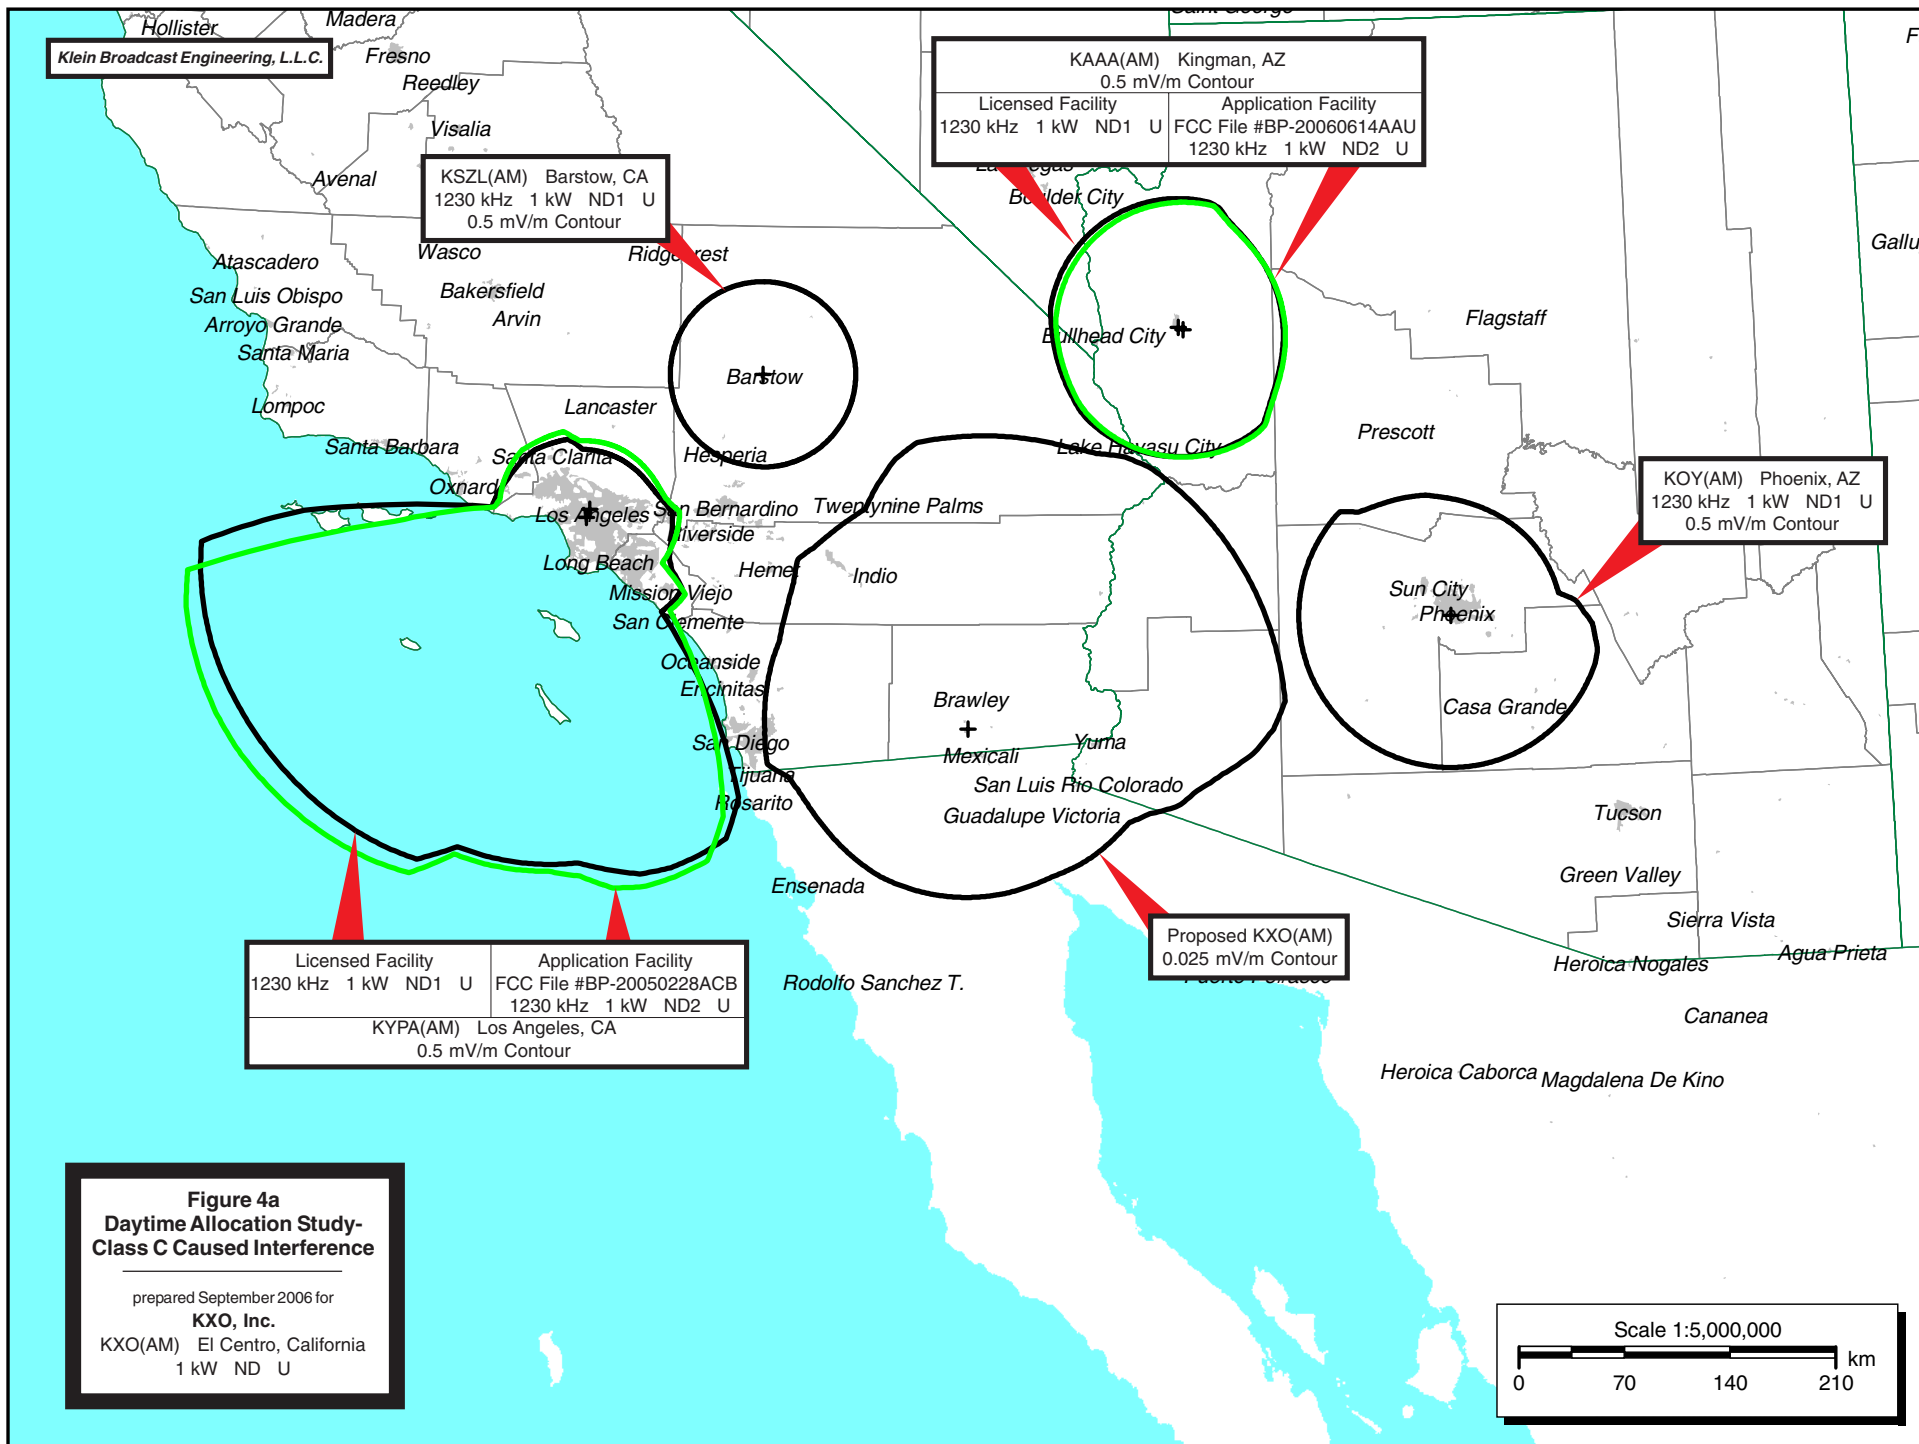 Saint George
Hollister
Madera
Klein Broadcast Engineering, L.L.C.
Fresno
Reedley
Visalia
Avenal
KAAA(AM) Kingman, AZ
0.5 mV/m Contour
Licensed Facility
1230 kHz 1 kW ND1 U
Application Facility
FCC File #BP-20060614AAU
1230 kHz 1 kW ND2 U
Las Vegas
Boulder City
KSZL(AM) Barstow, CA
1230 kHz 1 kW ND1 U
0.5 mV/m Contour
Wasco
Ridgecrest
Atascadero
Bakersfield
San Luis Obispo
Arvin
Arroyo Grande
Santa Maria
Bullhead City
Flagstaff
Gallu
F
Barstow
Lompoc
Lancaster
Prescott
Santa Barbara
Santa Clarita
Hesperia
Lake Havasu City
Oxnard
Los Angeles
San Bernardino
Twentynine Palms
KOY(AM) Phoenix, AZ
1230 kHz 1 kW ND1 U
0.5 mV/m Contour
Riverside
Long Beach
Hemet
Indio
Mission Viejo
San Clemente
Sun City
Phoenix
Oceanside
Encinitas
Brawley
Casa Grande
San Diego
Mexicali
Yuma
Tijuana
San Luis Rio Colorado
Rosarito
Guadalupe Victoria
Tucson
Ensenada
Green Valley
Sierra Vista
Proposed KXO(AM)
0.025 mV/m Contour
Heroica Nogales
Agua Prieta
Licensed Facility
1230 kHz 1 kW ND1 U
Application Facility
FCC File #BP-20050228ACB
1230 kHz 1 kW ND2 U
KYPA(AM) Los Angeles, CA
0.5 mV/m Contour
Rodolfo Sanchez T.
Puerto Peñasco
Cananea
Heroica Caborca
Magdalena De Kino
Figure 4a
Daytime Allocation Study-
Class C Caused Interference
prepared September 2006 for
KXO, Inc.
KXO(AM) El Centro, California
1 kW ND U
Scale 1:5,000,000
km
0 70 140 210